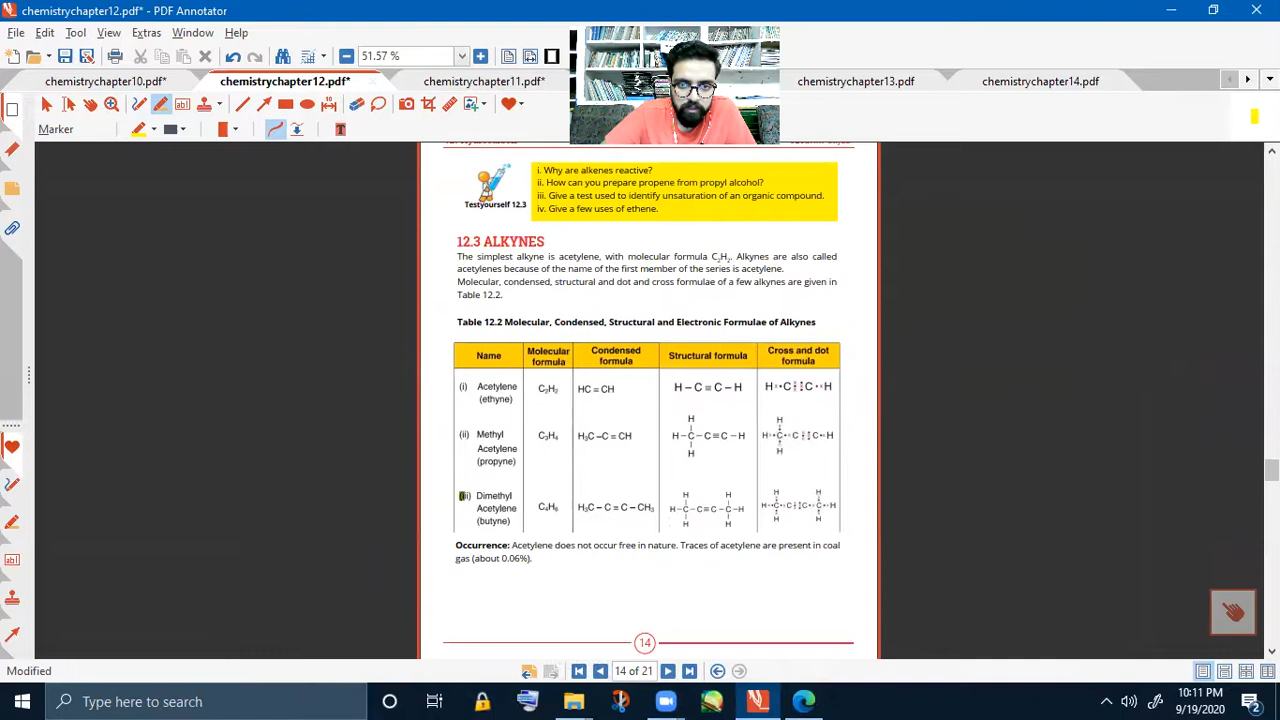 chemistrychapter12.pdf* - PDF Annotator
File Edit Tool View Extras Window Help
51.57 %
chemistrychapter10.pdf* chemistrychapter12.pdf* chemistrychapter11.pdf* chemistrychapter13.pdf chemistrychapter14.pdf
Marker
Testyourself 12.3
i. Why are alkenes reactive?
ii. How can you prepare propene from propyl alcohol?
iii. Give a test used to identify unsaturation of an organic compound.
iv. Give a few uses of ethene.
12.3 ALKYNES
The simplest alkyne is acetylene, with molecular formula C₂H₂. Alkynes are also called
acetylenes because of the name of the first member of the series is acetylene.
Molecular, condensed, structural and dot and cross formulae of a few alkynes are given in
Table 12.2.
Table 12.2 Molecular, Condensed, Structural and Electronic Formulae of Alkynes
Name Molecular formula Condensed formula Structural formula Cross and dot formula
(i) Acetylene (ethyne) C₂H₂ HC = CH H – C ≡ C – H
(ii) Methyl Acetylene (propyne) C₃H₄ H₃C – C = CH H – C – C ≡ C – H
(iii) Dimethyl Acetylene (butyne) C₄H₆ H₃C – C = C – CH₃ H – C – C ≡ C – C – H
Occurrence: Acetylene does not occur free in nature. Traces of acetylene are present in coal
gas (about 0.06%).
14
Modified
14 of 21
Type here to search
10:11 PM
9/19/2020
2